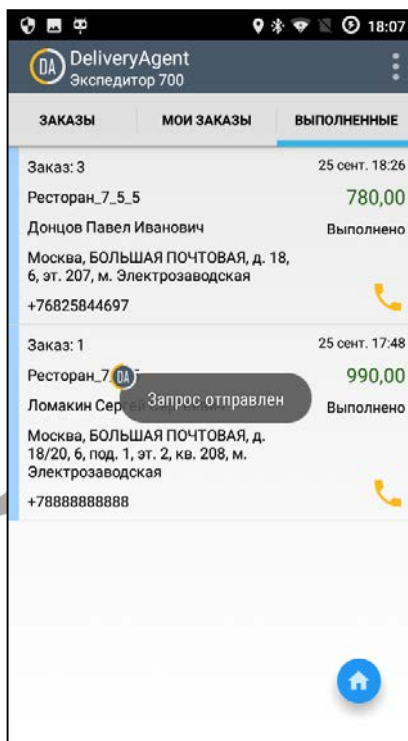 18:07
DA
DeliveryAgent
Экспедитор 700
ЗАКАЗЫ
МОИ ЗАКАЗЫ
ВЫПОЛНЕННЫЕ
Заказ: 3
25 сент. 18:26
Ресторан_7_5_5
780,00
Донцов Павел Иванович
Выполнено
Москва, БОЛЬШАЯ ПОЧТОВАЯ, д. 18,
6, эт. 207, м. Электрозаводская
+76825844697
Заказ: 1
25 сент. 17:48
Ресторан_7
DA
990,00
Запрос отправлен
Ломакин
Выполнено
Москва, БОЛЬШАЯ ПОЧТОВАЯ, д.
18/20, 6, под. 1, эт. 2, кв. 208, м.
Электрозаводская
+78888888888